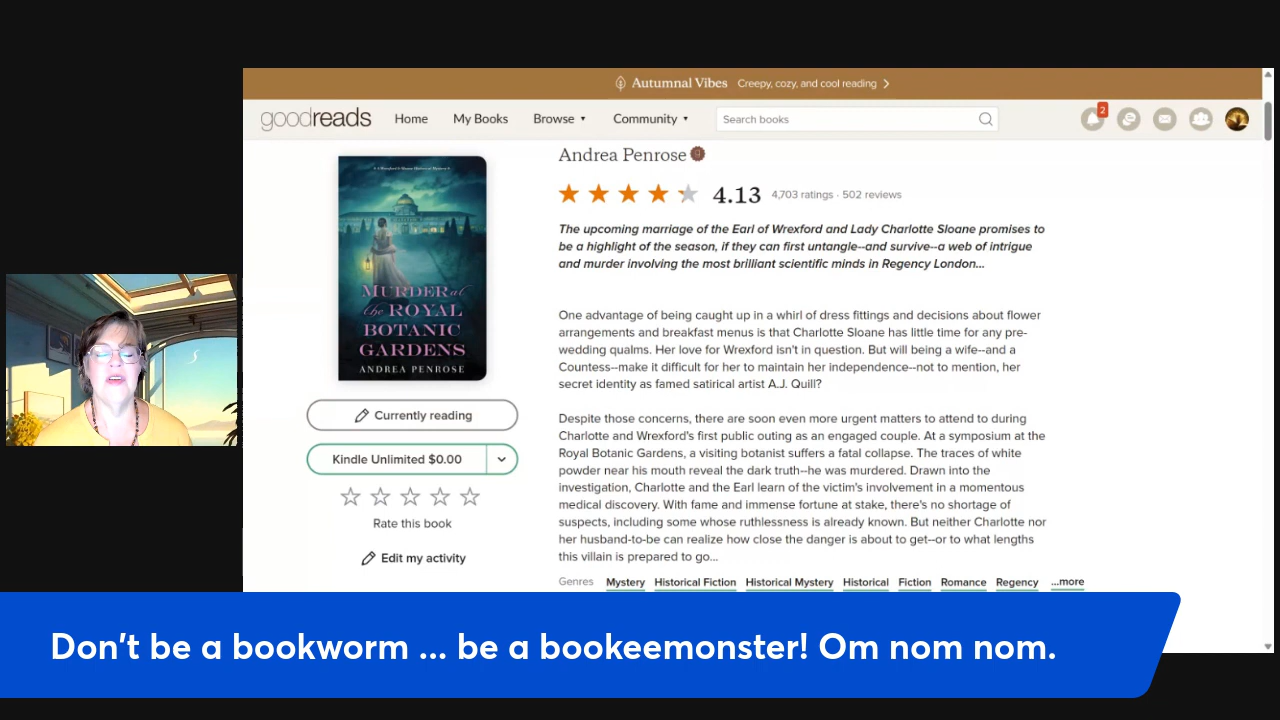 Autumnal Vibes Creepy, cozy, and cool reading
goodreads Home My Books Browse Community Search books 2
Andrea Penrose
4.13 4,703 ratings · 502 reviews
The upcoming marriage of the Earl of Wrexford and Lady Charlotte Sloane promises to
be a highlight of the season, if they can first untangle--and survive--a web of intrigue
and murder involving the most brilliant scientific minds in Regency London...
One advantage of being caught up in a whirl of dress fittings and decisions about flower
arrangements and breakfast menus is that Charlotte Sloane has little time for any pre-
wedding qualms. Her love for Wrexford isn't in question. But will being a wife--and a
Countess--make it difficult for her to maintain her independence--not to mention, her
secret identity as famed satirical artist A.J. Quill?
Despite those concerns, there are soon even more urgent matters to attend to during
Charlotte and Wrexford's first public outing as an engaged couple. At a symposium at the
Royal Botanic Gardens, a visiting botanist suffers a fatal collapse. The traces of white
powder near his mouth reveal the dark truth--he was murdered. Drawn into the
investigation, Charlotte and the Earl learn of the victim's involvement in a momentous
medical discovery. With fame and immense fortune at stake, there's no shortage of
suspects, including some whose ruthlessness is already known. But neither Charlotte nor
her husband-to-be can realize how close the danger is about to get--or to what lengths
this villain is prepared to go...
Genres Mystery Historical Fiction Historical Mystery Historical Fiction Romance Regency ...more
MURDER at
the ROYAL
BOTANIC
GARDENS
ANDREA PENROSE
Currently reading
Kindle Unlimited $0.00
Rate this book
Edit my activity
Don't be a bookworm ... be a bookeemonster! Om nom nom.